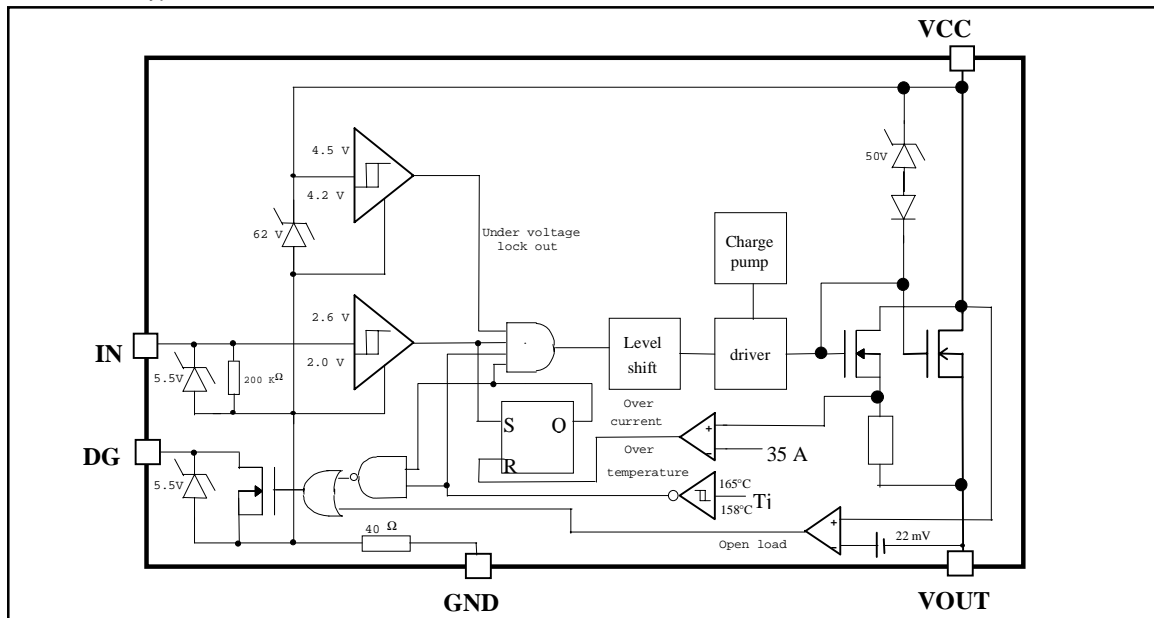 VCC
4.5 V
4.2 V
50V
62 V
Under voltage
lock out
Charge
pump
2.6 V
2.0 V
IN
5.5V
200 KΩ
Level
shift
driver
Over
current
S
O
R
Over
temperature
35 A
DG
5.5V
165°C
158°C
Tj
40 Ω
Open load
22 mV
GND
VOUT